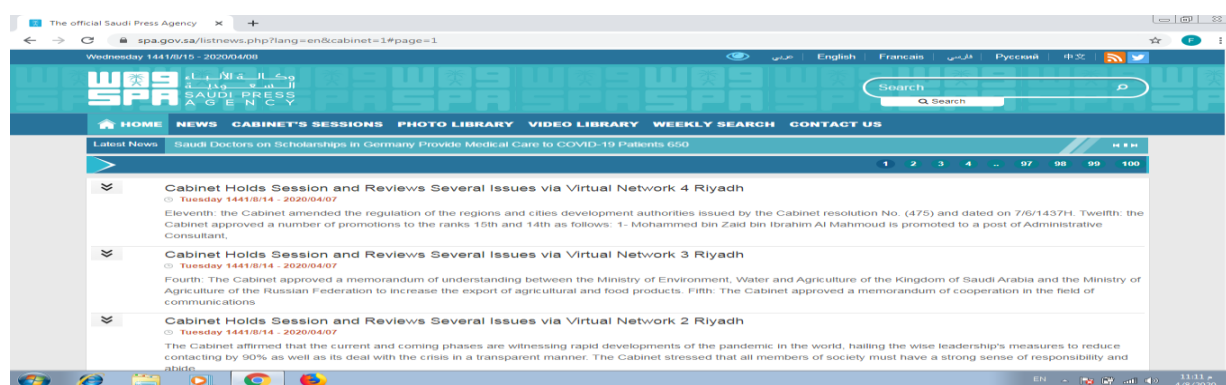 The official Saudi Press Agency
spa.gov.sa/listnews.php?lang=en&cabinet=1#page=1
F
Wednesday 1441/8/15 - 2020/04/08
عربي English Francais فارسى Русский 中文
وكـالـة الأنـبـاء
الـسـعـوديـة
SAUDI PRESS
AGENCY
SPA
Search
Search
HOME NEWS CABINET'S SESSIONS PHOTO LIBRARY VIDEO LIBRARY WEEKLY SEARCH CONTACT US
Latest News Saudi Doctors on Scholarships in Germany Provide Medical Care to COVID-19 Patients 650
1 2 3 4 .. 97 98 99 100
Cabinet Holds Session and Reviews Several Issues via Virtual Network 4 Riyadh
Tuesday 1441/8/14 - 2020/04/07
Eleventh: the Cabinet amended the regulation of the regions and cities development authorities issued by the Cabinet resolution No. (475) and dated on 7/6/1437H. Twelfth: the
Cabinet approved a number of promotions to the ranks 15th and 14th as follows: 1- Mohammed bin Zaid bin Ibrahim Al Mahmoud is promoted to a post of Administrative
Consultant,
Cabinet Holds Session and Reviews Several Issues via Virtual Network 3 Riyadh
Tuesday 1441/8/14 - 2020/04/07
Fourth: The Cabinet approved a memorandum of understanding between the Ministry of Environment, Water and Agriculture of the Kingdom of Saudi Arabia and the Ministry of
Agriculture of the Russian Federation to increase the export of agricultural and food products. Fifth: The Cabinet approved a memorandum of cooperation in the field of
communications
Cabinet Holds Session and Reviews Several Issues via Virtual Network 2 Riyadh
Tuesday 1441/8/14 - 2020/04/07
The Cabinet affirmed that the current and coming phases are witnessing rapid developments of the pandemic in the world, hailing the wise leadership's measures to reduce
contacting by 90% as well as its deal with the crisis in a transparent manner. The Cabinet stressed that all members of society must have a strong sense of responsibility and
abide
EN
11:11 م
4/8/2020